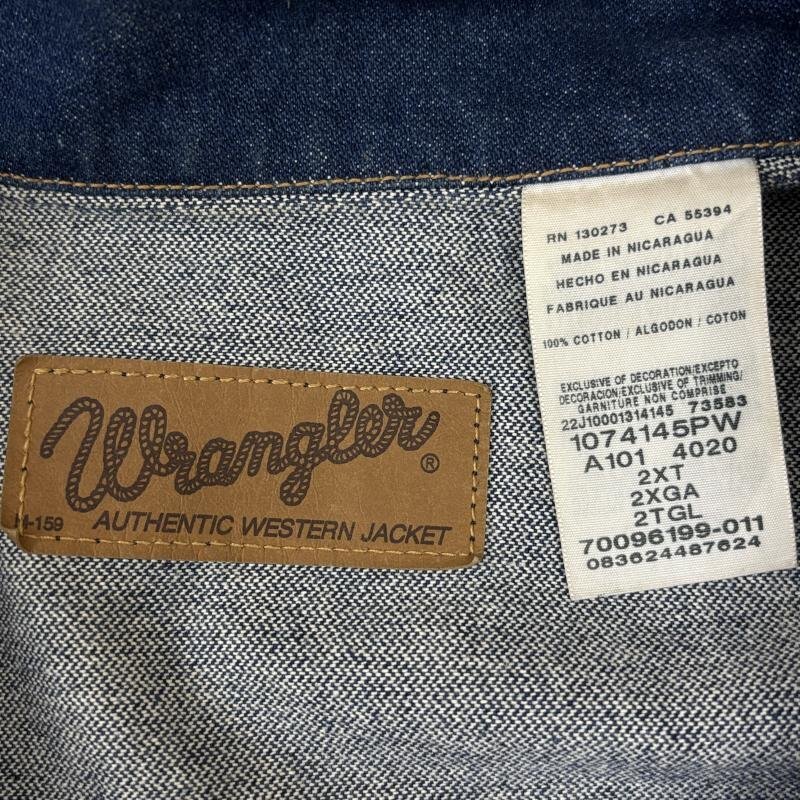 Wrangler®
M-159 AUTHENTIC WESTERN JACKET
RN 130273 CA 55394
MADE IN NICARAGUA
HECHO EN NICARAGUA
FABRIQUE AU NICARAGUA
100% COTTON / ALGODON / COTON
EXCLUSIVE OF DECORATION/EXCEPTO
DECORACION/EXCLUSIVE OF TRIMMING/
GARNITURE NON COMPRISE
22J10001314145 73583
1074145PW
A101 4020
2XT
2XGA
2TGL
70096199-011
083624487624